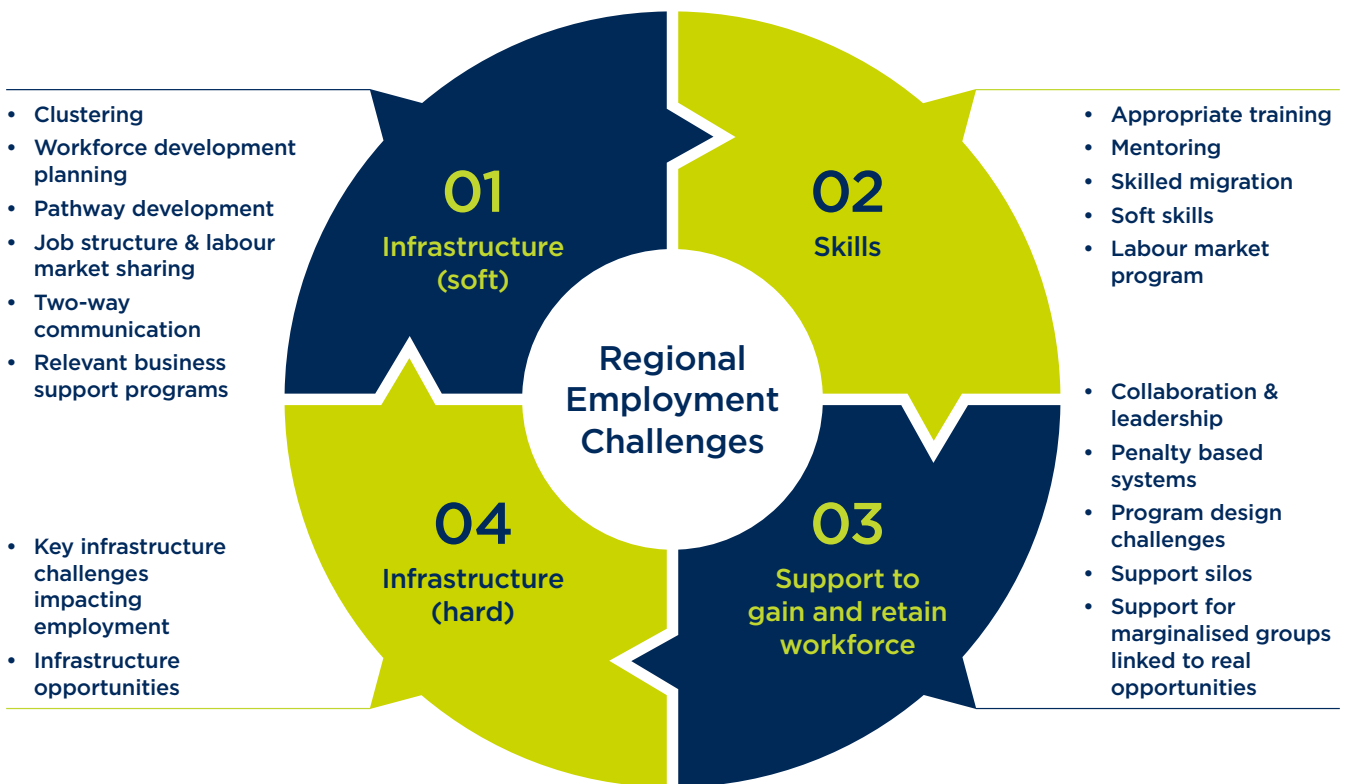 • Clustering
• Workforce development
planning
• Pathway development
• Job structure & labour
market sharing
• Two-way
communication
• Relevant business
support programs
01
Infrastructure
(soft)
02
Skills
• Appropriate training
• Mentoring
• Skilled migration
• Soft skills
• Labour market
program
Regional
Employment
Challenges
• Key infrastructure
challenges
impacting
employment
• Infrastructure
opportunities
04
Infrastructure
(hard)
03
Support to
gain and retain
workforce
• Collaboration &
leadership
• Penalty based
systems
• Program design
challenges
• Support silos
• Support for
marginalised groups
linked to real
opportunities